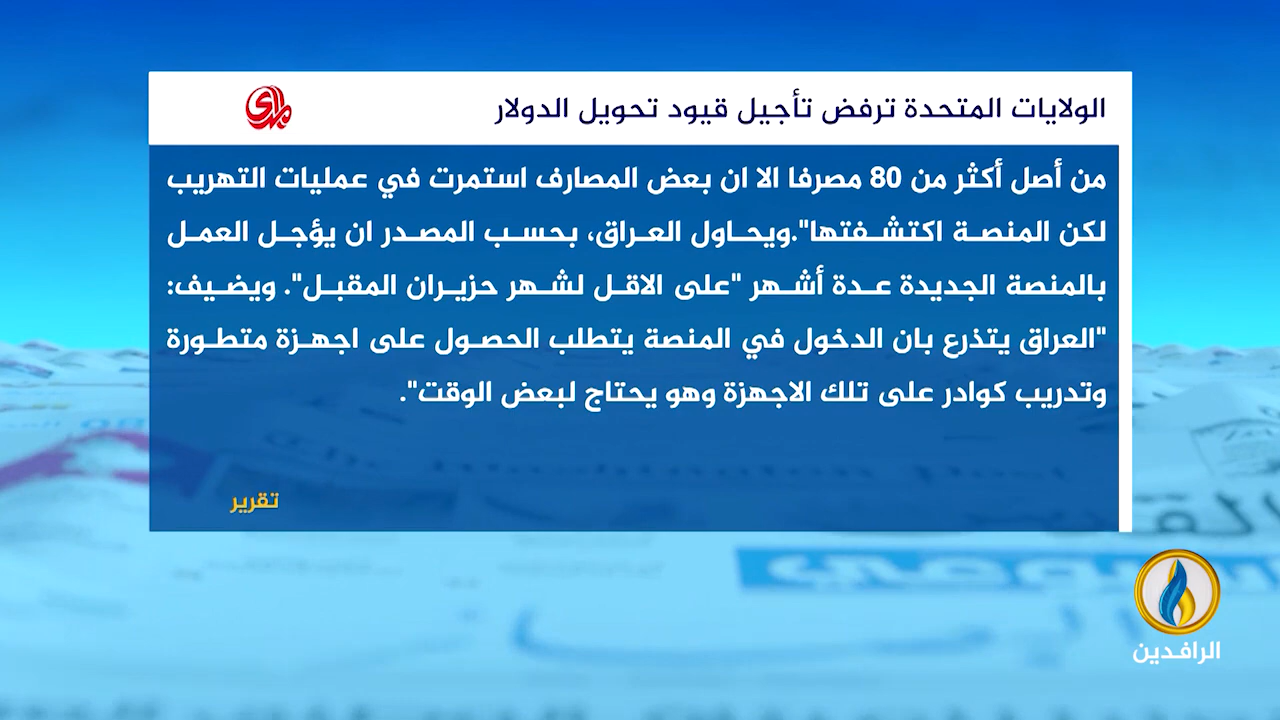 الولايات المتحدة ترفض تأجيل قيود تحويل الدولار
المدى
من أصل أكثر من 80 مصرفا الا ان بعض المصارف استمرت في عمليات التهريب
لكن المنصة اكتشفتها".ويحاول العراق، بحسب المصدر ان يؤجل العمل
بالمنصة الجديدة عدة أشهر "على الاقل لشهر حزيران المقبل". ويضيف:
"العراق يتذرع بان الدخول في المنصة يتطلب الحصول على اجهزة متطورة
وتدريب كوادر على تلك الاجهزة وهو يحتاج لبعض الوقت".
تقرير
الرافدين